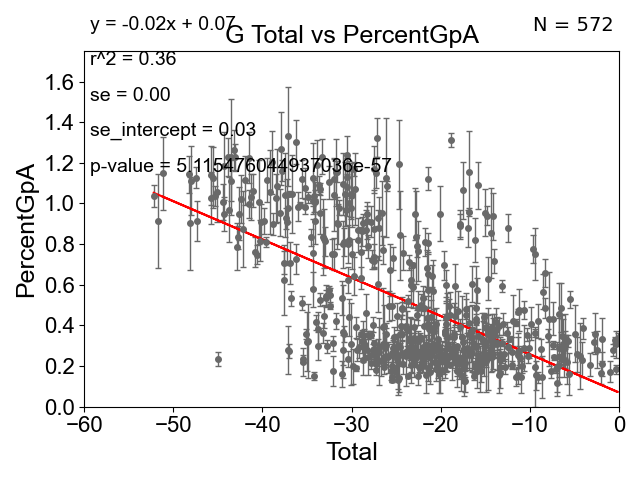 y = -0.02x + 0.07
N = 572
G Total vs PercentGpA
r^2 = 0.36
se = 0.00
se_intercept = 0.03
p-value = 5.115476044937036e-57
PercentGpA
1.6
1.4
1.2
1.0
0.8
0.6
0.4
0.2
0.0
−60 −50 −40 −30 −20 −10 0
Total